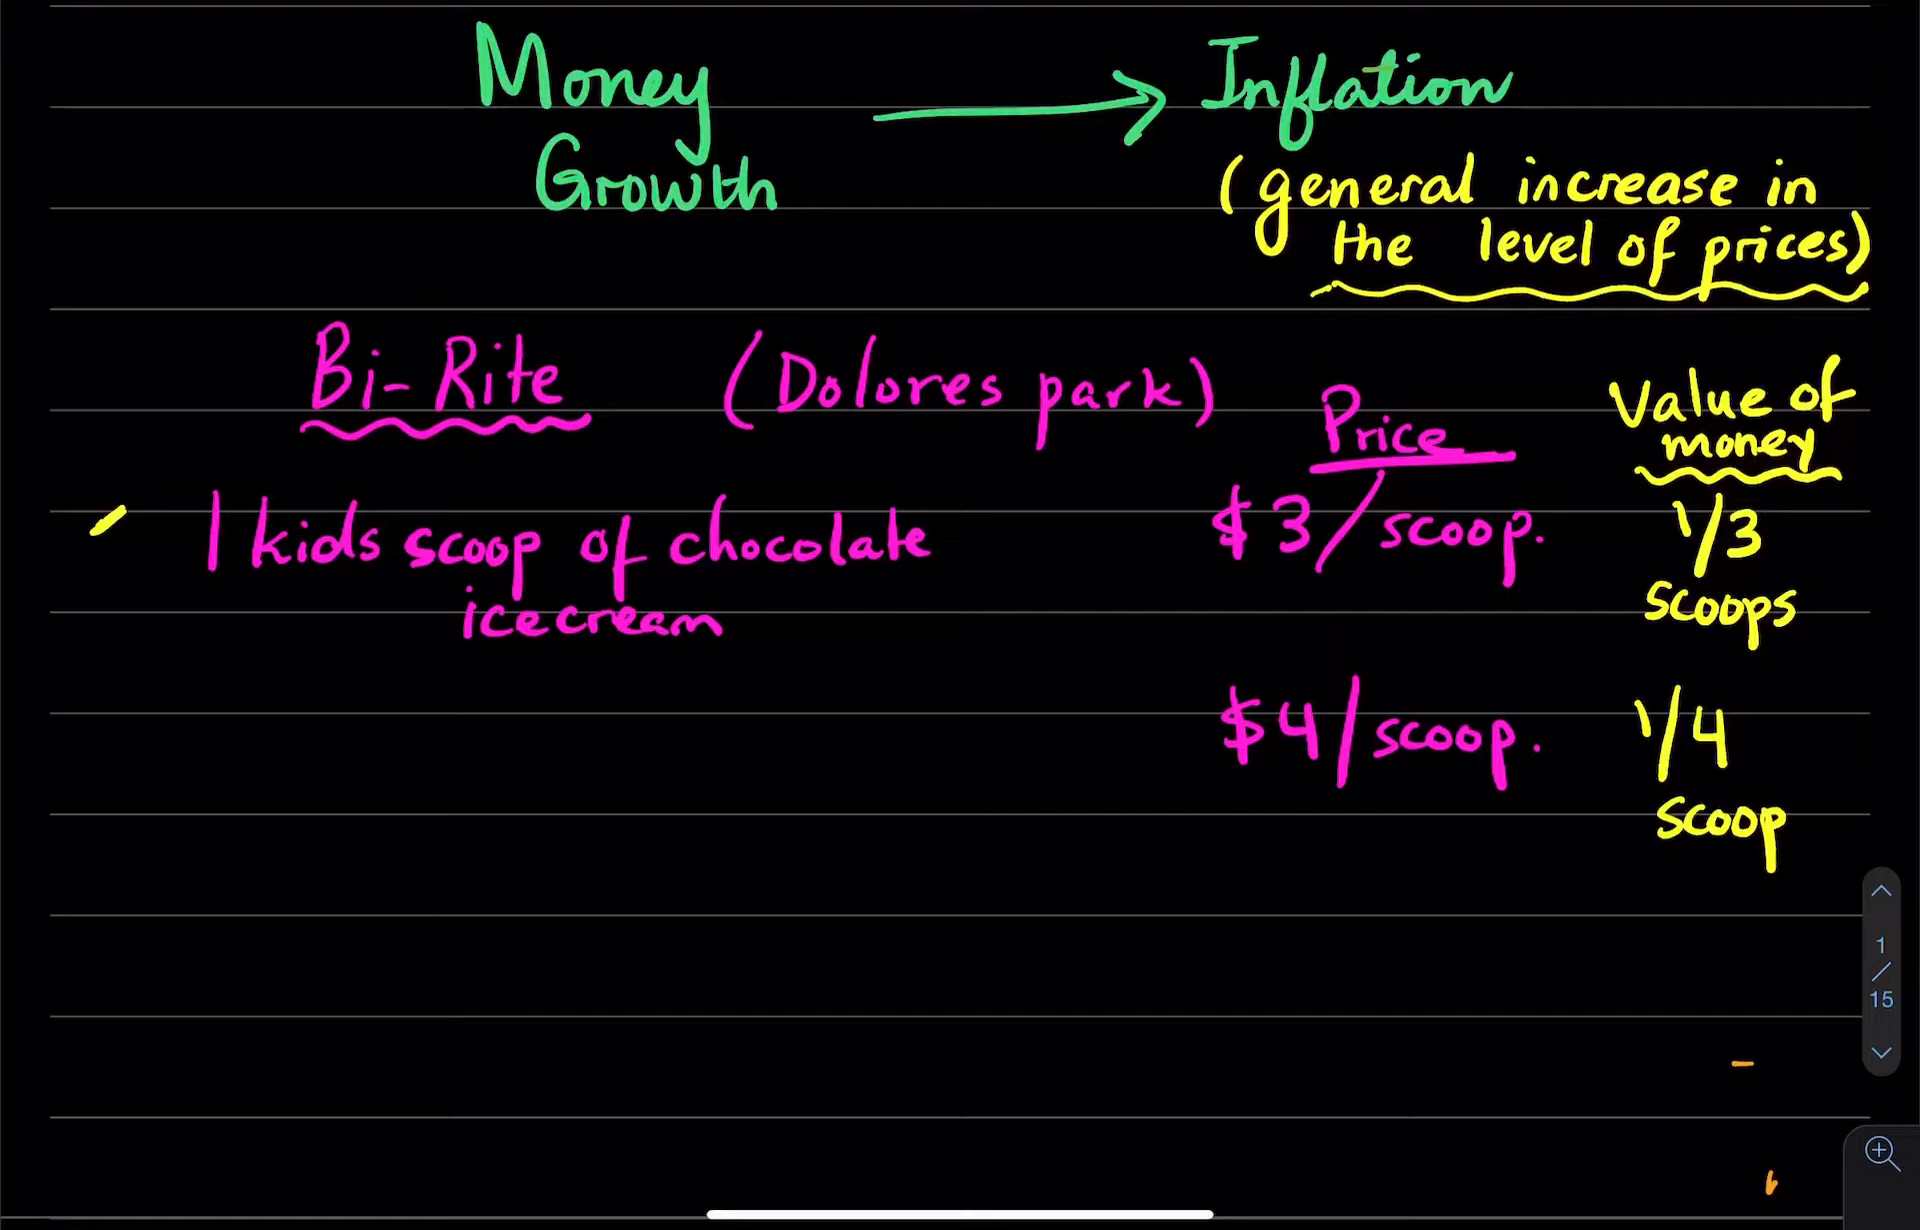 Money → Inflation
Growth
(general increase in
the level of prices)
Bi-Rite (Dolores park)
Price
Value of
money
1 kids scoop of chocolate
icecream
$3/scoop.
1/3
scoops
$4/scoop.
1/4
scoop
1
/
15